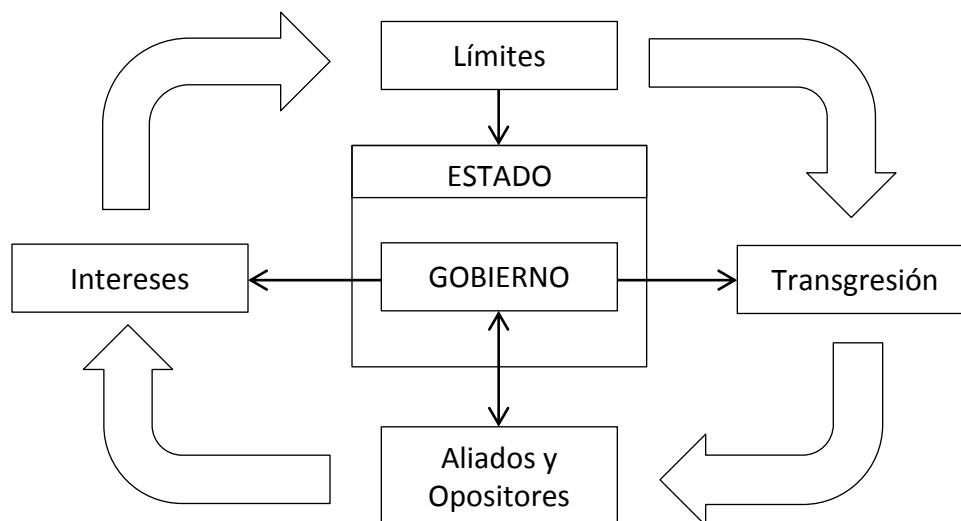 Límites
ESTADO
Intereses
GOBIERNO
Transgresión
Aliados y
Opositores